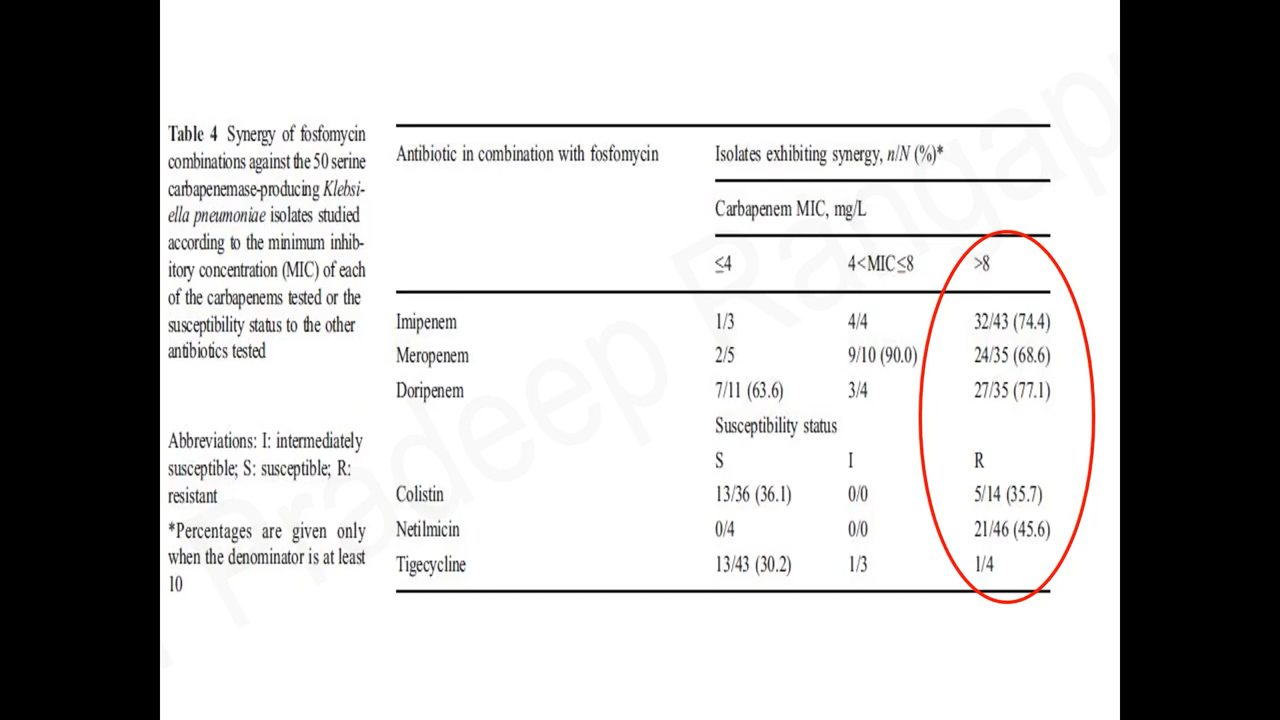 Table 4 Synergy of fosfomycin
combinations against the 50 serine
carbapenemase-producing Klebsi-
ella pneumoniae isolates studied
according to the minimum inhib-
itory concentration (MIC) of each
of the carbapenems tested or the
susceptibility status to the other
antibiotics tested
Abbreviations: I: intermediately
susceptible; S: susceptible; R:
resistant
*Percentages are given only
when the denominator is at least
10
Antibiotic in combination with fosfomycin Isolates exhibiting synergy, n/N (%)*
Carbapenem MIC, mg/L
≤4 4<MIC≤8 >8
Imipenem 1/3 4/4 32/43 (74.4)
Meropenem 2/5 9/10 (90.0) 24/35 (68.6)
Doripenem 7/11 (63.6) 3/4 27/35 (77.1)
Susceptibility status
S I R
Colistin 13/36 (36.1) 0/0 5/14 (35.7)
Netilmicin 0/4 0/0 21/46 (45.6)
Tigecycline 13/43 (30.2) 1/3 1/4
Pradeep Rangap